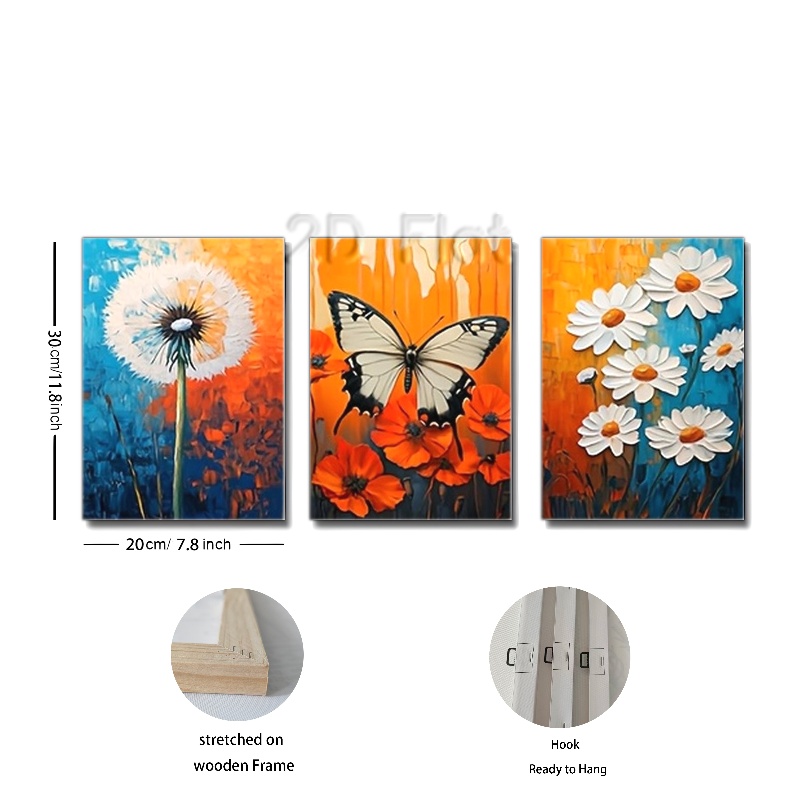 2D Flat
30cm/11.8inch
20cm/ 7.8 inch
stretched on
wooden Frame
Hook
Ready to Hang